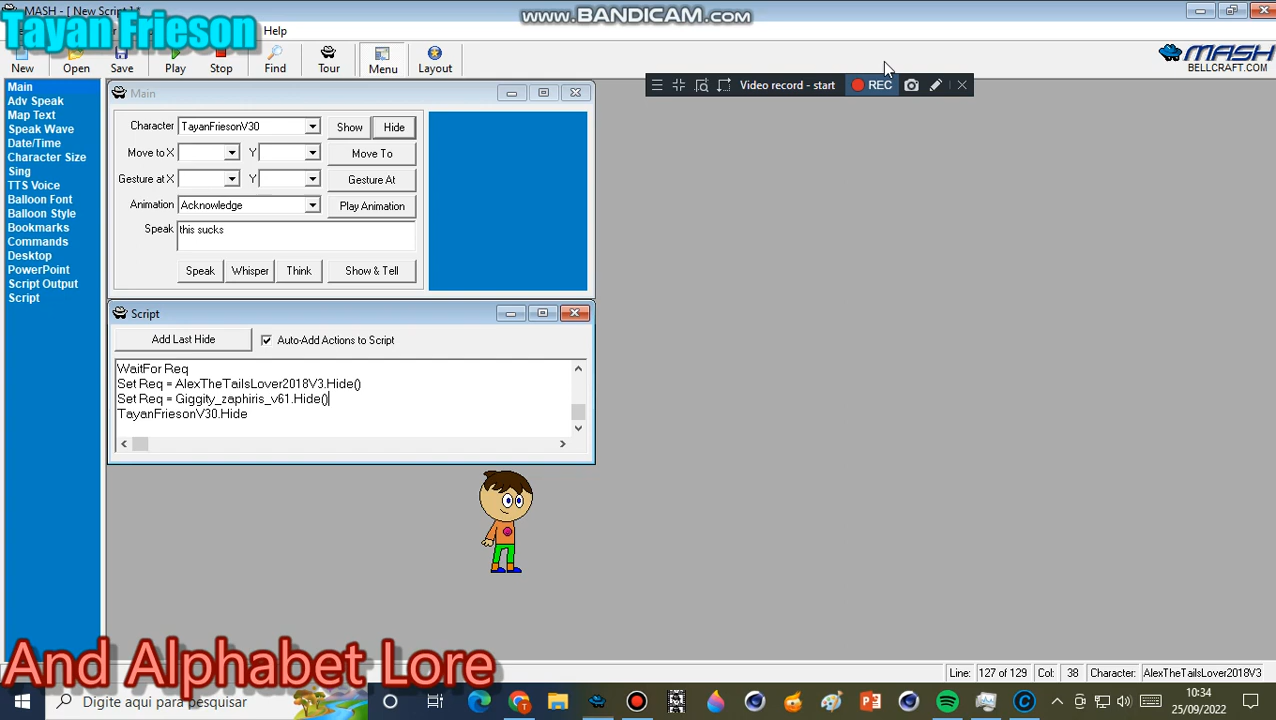 MASH - [ New Script ] *
www.BANDICAM.com
Tayan Frieson
Help
New
Open
Save
Play
Stop
Find
Tour
Menu
Layout
MASH
BELLCRAFT.COM
Video record - start
REC
Main
Adv Speak
Map Text
Speak Wave
Date/Time
Character Size
Sing
TTS Voice
Balloon Font
Balloon Style
Bookmarks
Commands
Desktop
PowerPoint
Script Output
Script
Main
Character TayanFriesonV30 Show Hide
Move to X Y Move To
Gesture at X Y Gesture At
Animation Acknowledge Play Animation
Speak this sucks
Speak Whisper Think Show & Tell
Script
Add Last Hide Auto-Add Actions to Script
WaitFor Req
Set Req = AlexTheTailsLover2018V3.Hide()
Set Req = Giggity_zaphiris_v61.Hide()
TayanFriesonV30.Hide
And Alphabet Lore
Line: 127 of 129 Col: 38 Character: AlexTheTailsLover2018V3
Digite aqui para pesquisar
10:34
25/09/2022